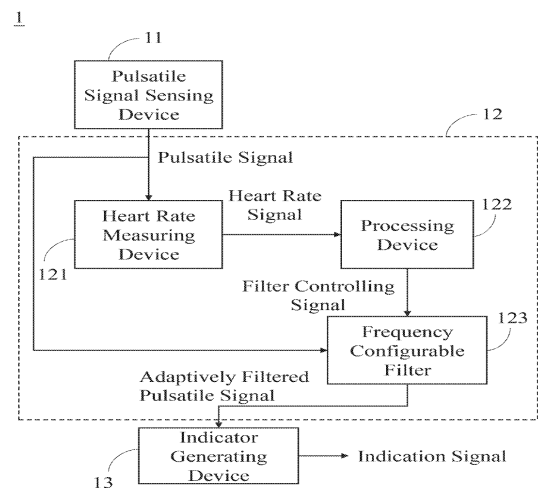 1
11
Pulsatile
Signal Sensing
Device
12
Pulsatile Signal
Heart Rate
Signal
122
Heart Rate
Measuring
Device
121
Processing
Device
Filter Controlling
Signal
123
Frequency
Configurable
Filter
Adaptively Filtered
Pulsatile Signal
Indicator
Generating
Device
13
Indication Signal